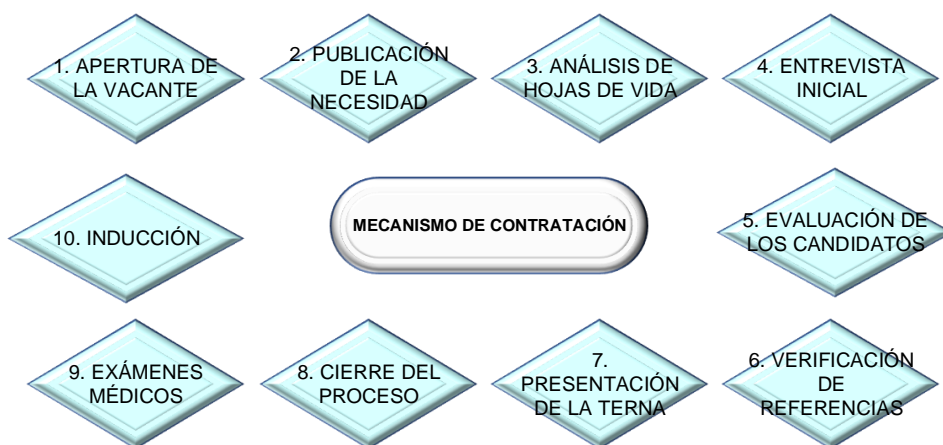 1. APERTURA DE
LA VACANTE
2. PUBLICACIÓN
DE LA
NECESIDAD
3. ANÁLISIS DE
HOJAS DE VIDA
4. ENTREVISTA
INICIAL
10. INDUCCIÓN
MECANISMO DE CONTRATACIÓN
5. EVALUACIÓN DE
LOS CANDIDATOS
9. EXÁMENES
MÉDICOS
8. CIERRE DEL
PROCESO
7.
PRESENTACIÓN
DE LA TERNA
6. VERIFICACIÓN
DE
REFERENCIAS